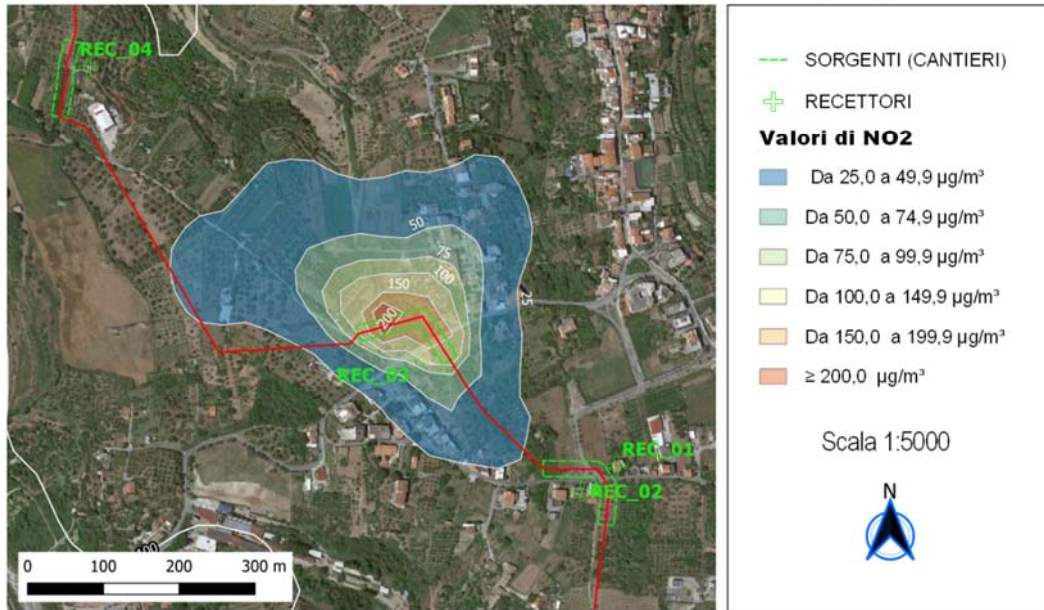 REC_04
50
75
100
150
200
25
REC_03
REC_01
REC_02
100
0 100 200 300 m
SORGENTI (CANTIERI)
RECETTORI
Valori di NO2
Da 25,0 a 49,9 µg/m³
Da 50,0 a 74,9 µg/m³
Da 75,0 a 99,9 µg/m³
Da 100,0 a 149,9 µg/m³
Da 150,0 a 199,9 µg/m³
≥ 200,0 µg/m³
Scala 1:5000
N